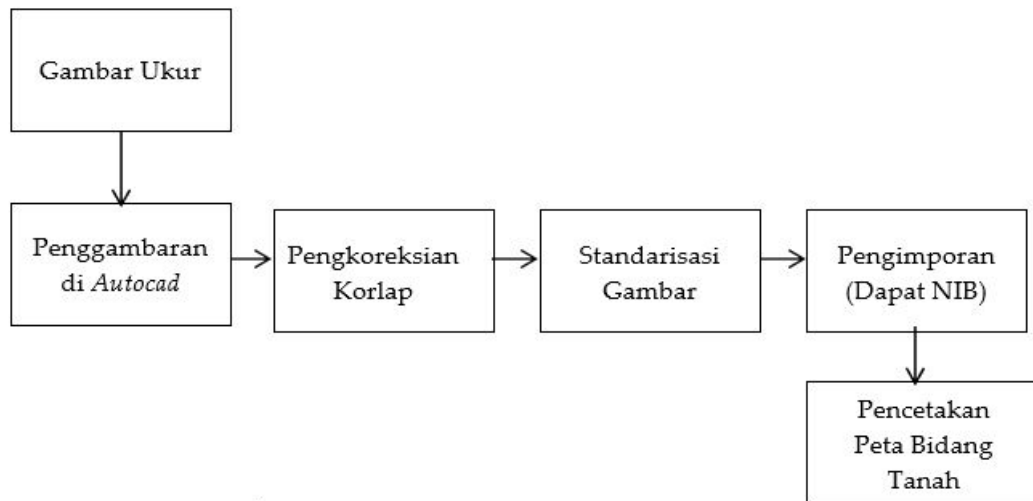 Gambar Ukur
Penggambaran
di Autocad
Pengkoreksian
Korlap
Standarisasi
Gambar
Pengimporan
(Dapat NIB)
Pencetakan
Peta Bidang
Tanah